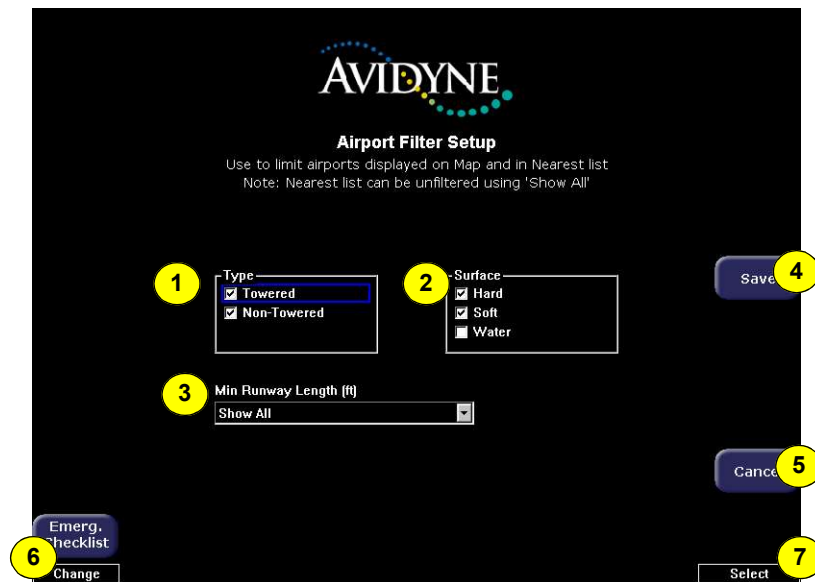 AVIDYNE
Airport Filter Setup
Use to limit airports displayed on Map and in Nearest list
Note: Nearest list can be unfiltered using 'Show All'
1
Type
Towered
Non-Towered
2
Surface
Hard
Soft
Water
Save
4
3
Min Runway Length (ft)
Show All
Cance
5
Emerg.
Checklist
6
Change
7
Select